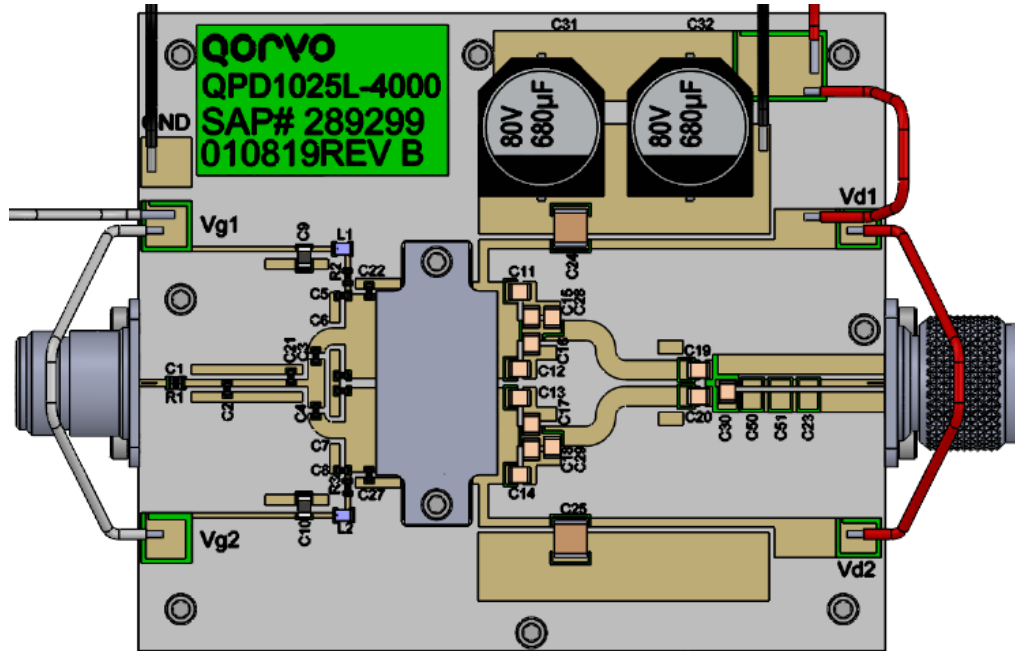 C31
C32
QORVO
QPD1025L-4000
SAP# 289299
010819REV B
80V
680µF
80V
680µF
GND
Vg1
Vd1
C9
L1
R2
C22
C24
C5
C11
C15
C28
C6
C16
C21
C3
C12
C19
C1
R1
C2
C4
C13
C17
C20
C30
C50
C51
C23
C7
C8
R3
C27
C18
C29
C14
C10
L2
C25
Vg2
Vd2